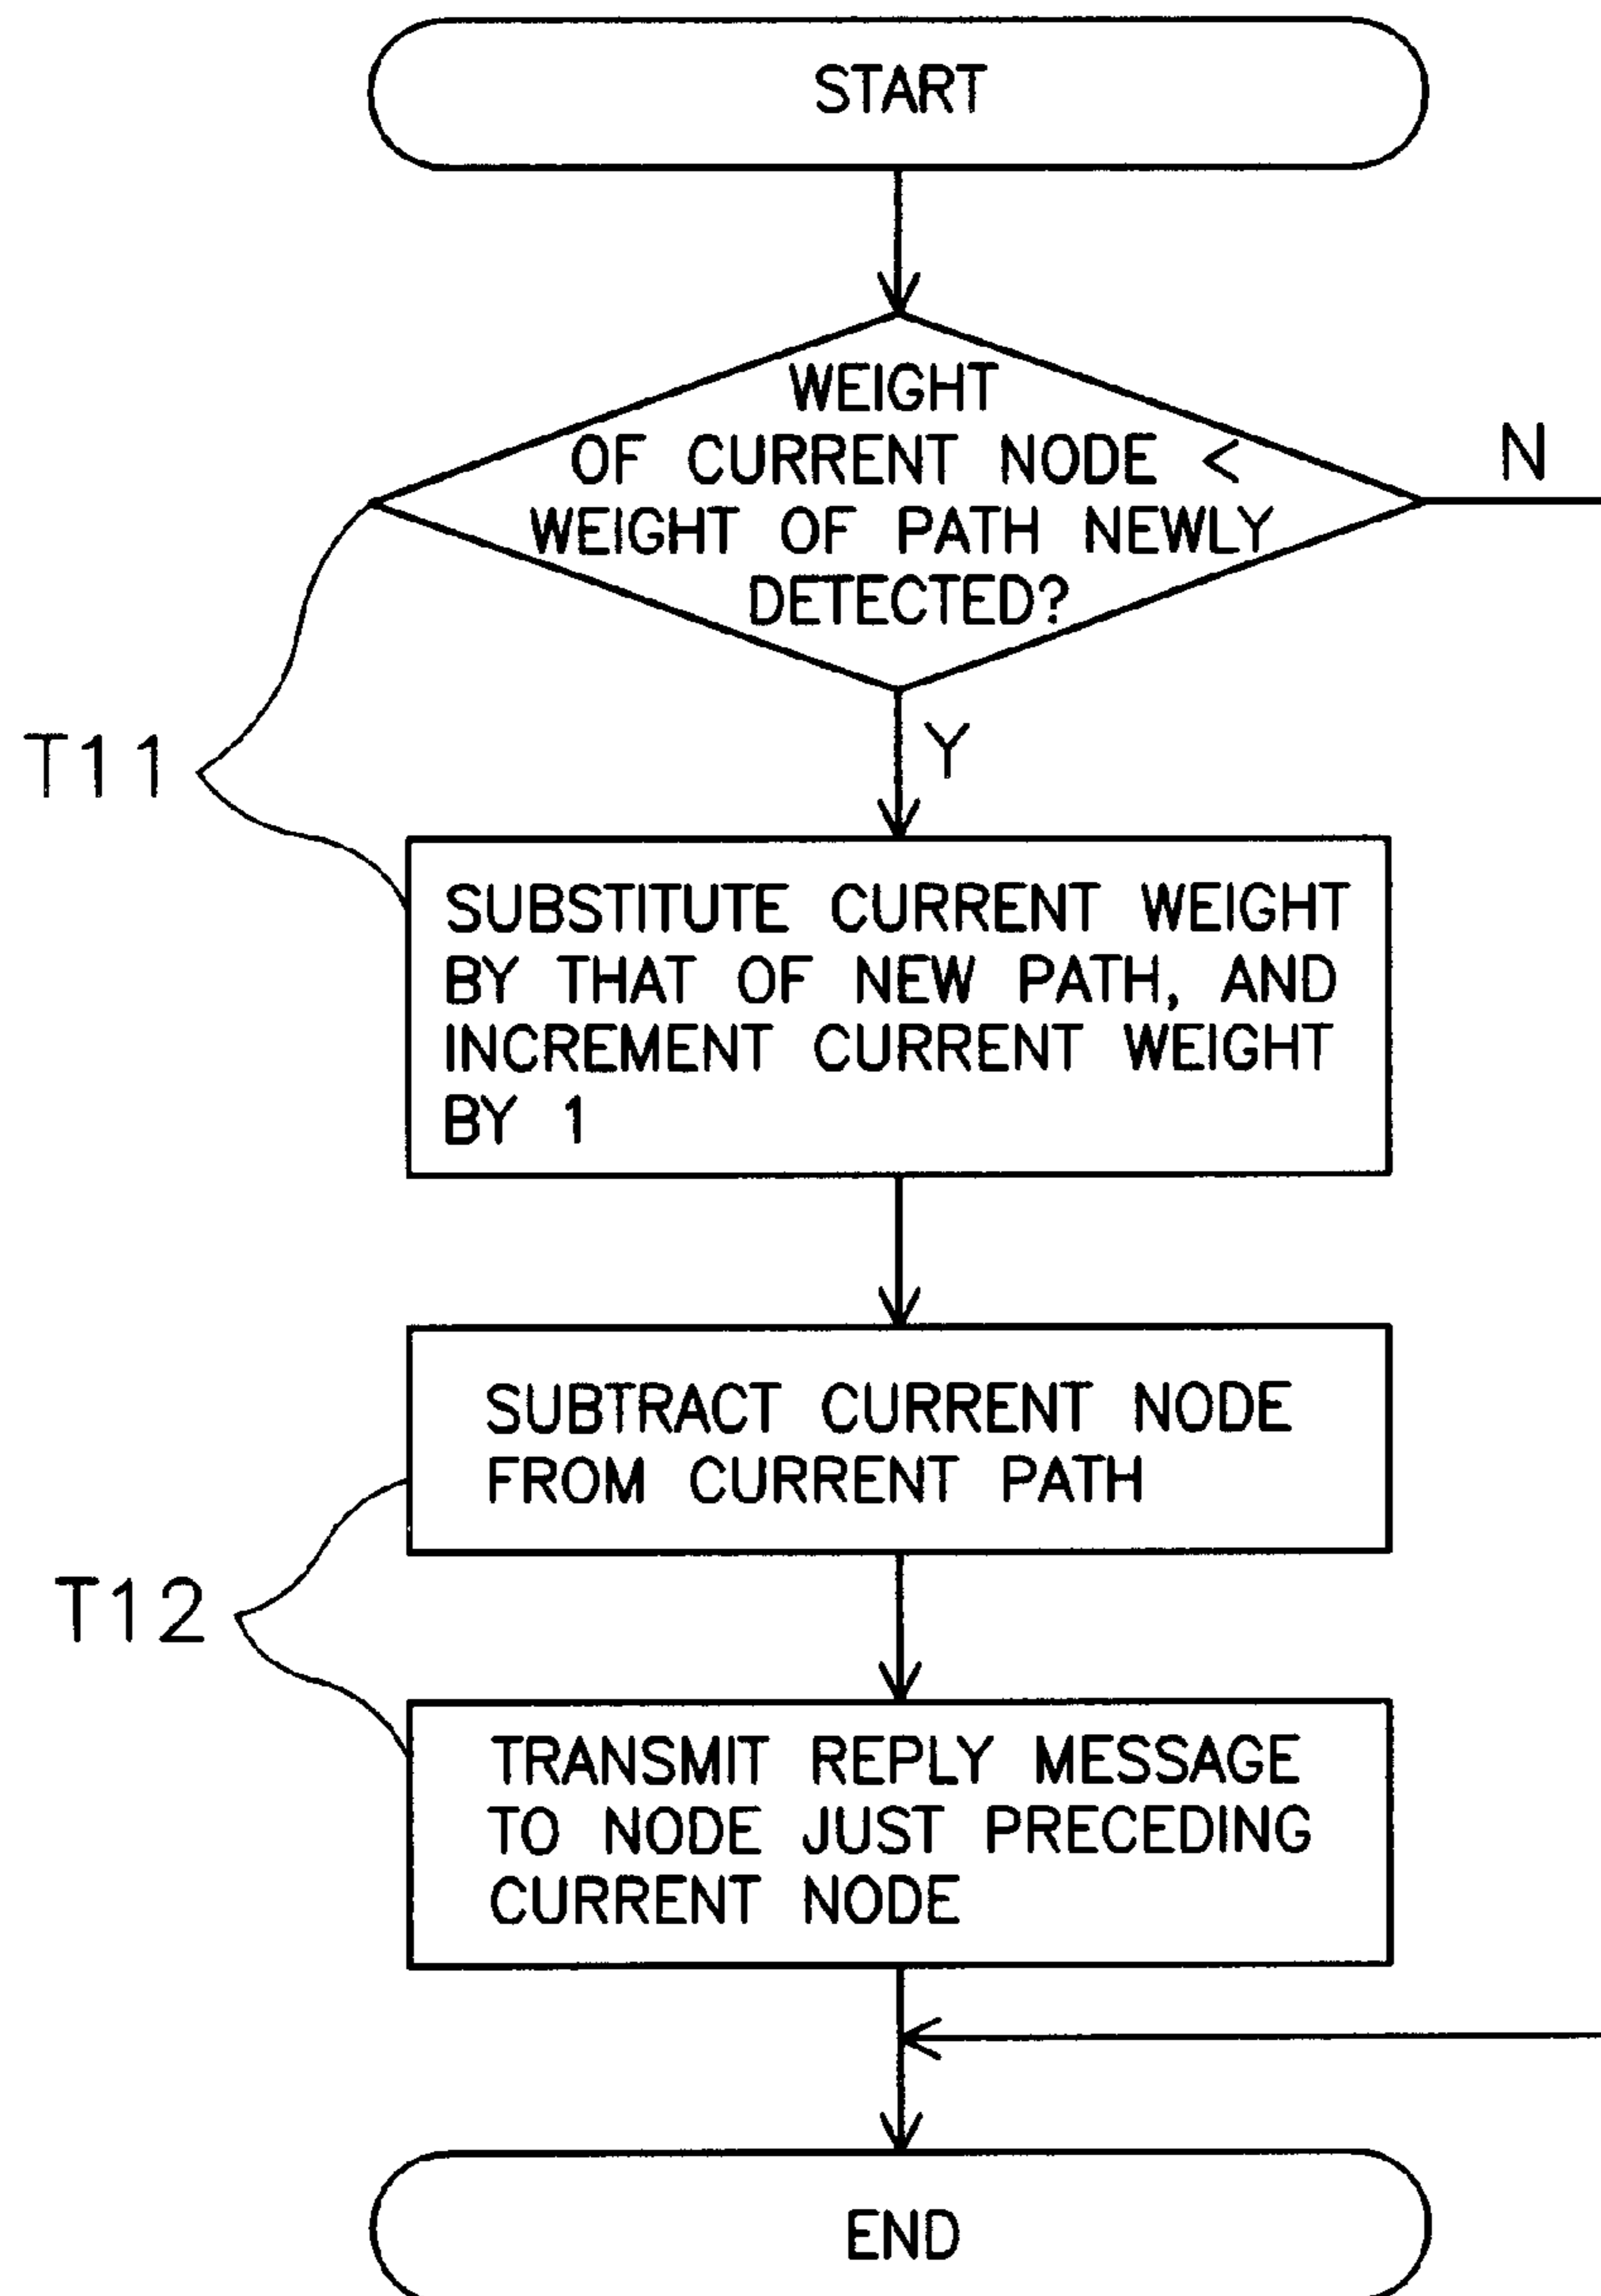 START
WEIGHT
OF CURRENT NODE <
WEIGHT OF PATH NEWLY
DETECTED?
N
Y
T11
SUBSTITUTE CURRENT WEIGHT
BY THAT OF NEW PATH, AND
INCREMENT CURRENT WEIGHT
BY 1
SUBTRACT CURRENT NODE
FROM CURRENT PATH
T12
TRANSMIT REPLY MESSAGE
TO NODE JUST PRECEDING
CURRENT NODE
END